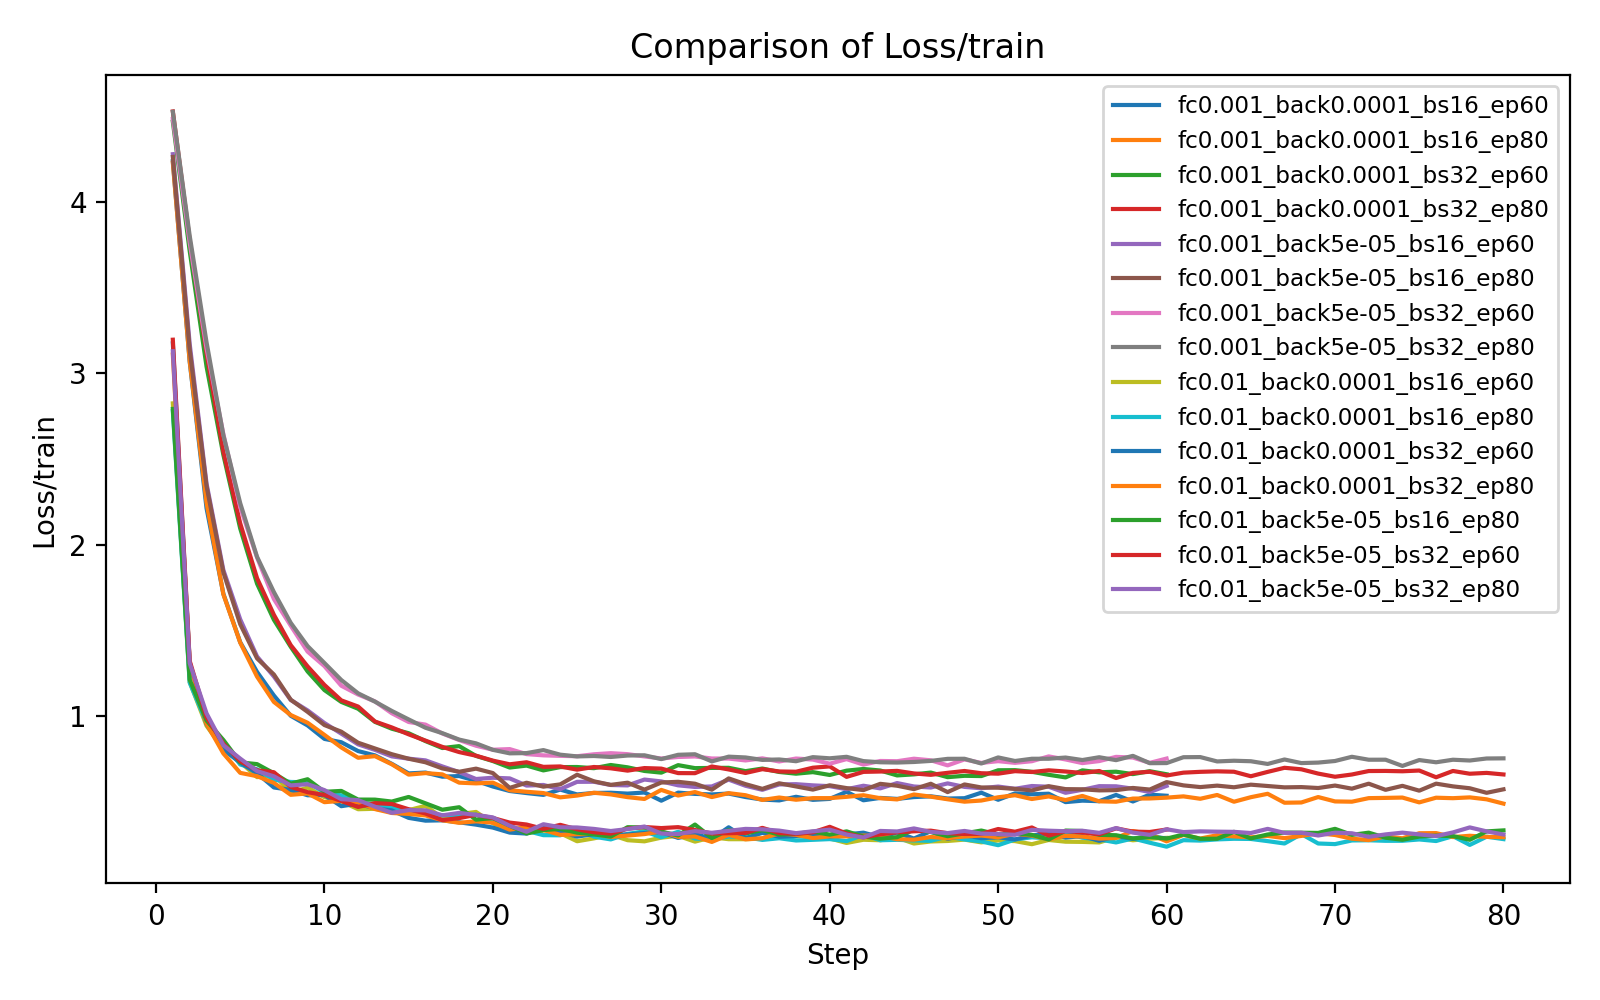 Comparison of Loss/train
fc0.001_back0.0001_bs16_ep60
fc0.001_back0.0001_bs16_ep80
fc0.001_back0.0001_bs32_ep60
fc0.001_back0.0001_bs32_ep80
fc0.001_back5e-05_bs16_ep60
fc0.001_back5e-05_bs16_ep80
fc0.001_back5e-05_bs32_ep60
fc0.001_back5e-05_bs32_ep80
fc0.01_back0.0001_bs16_ep60
fc0.01_back0.0001_bs16_ep80
fc0.01_back0.0001_bs32_ep60
fc0.01_back0.0001_bs32_ep80
fc0.01_back5e-05_bs16_ep80
fc0.01_back5e-05_bs32_ep60
fc0.01_back5e-05_bs32_ep80
4
3
2
1
Loss/train
0 10 20 30 40 50 60 70 80
Step